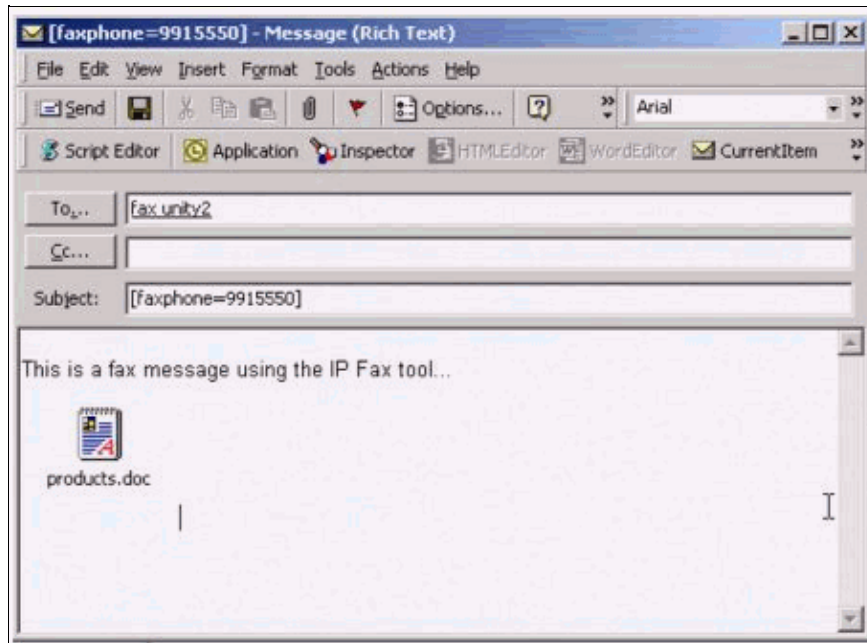 [faxphone=9915550] - Message (Rich Text)
File Edit View Insert Format Tools Actions Help
Send Options... Arial
Script Editor Application Inspector HTMLEditor WordEditor CurrentItem
To... fax unity2
Cc...
Subject: [faxphone=9915550]
This is a fax message using the IP Fax tool...
products.doc